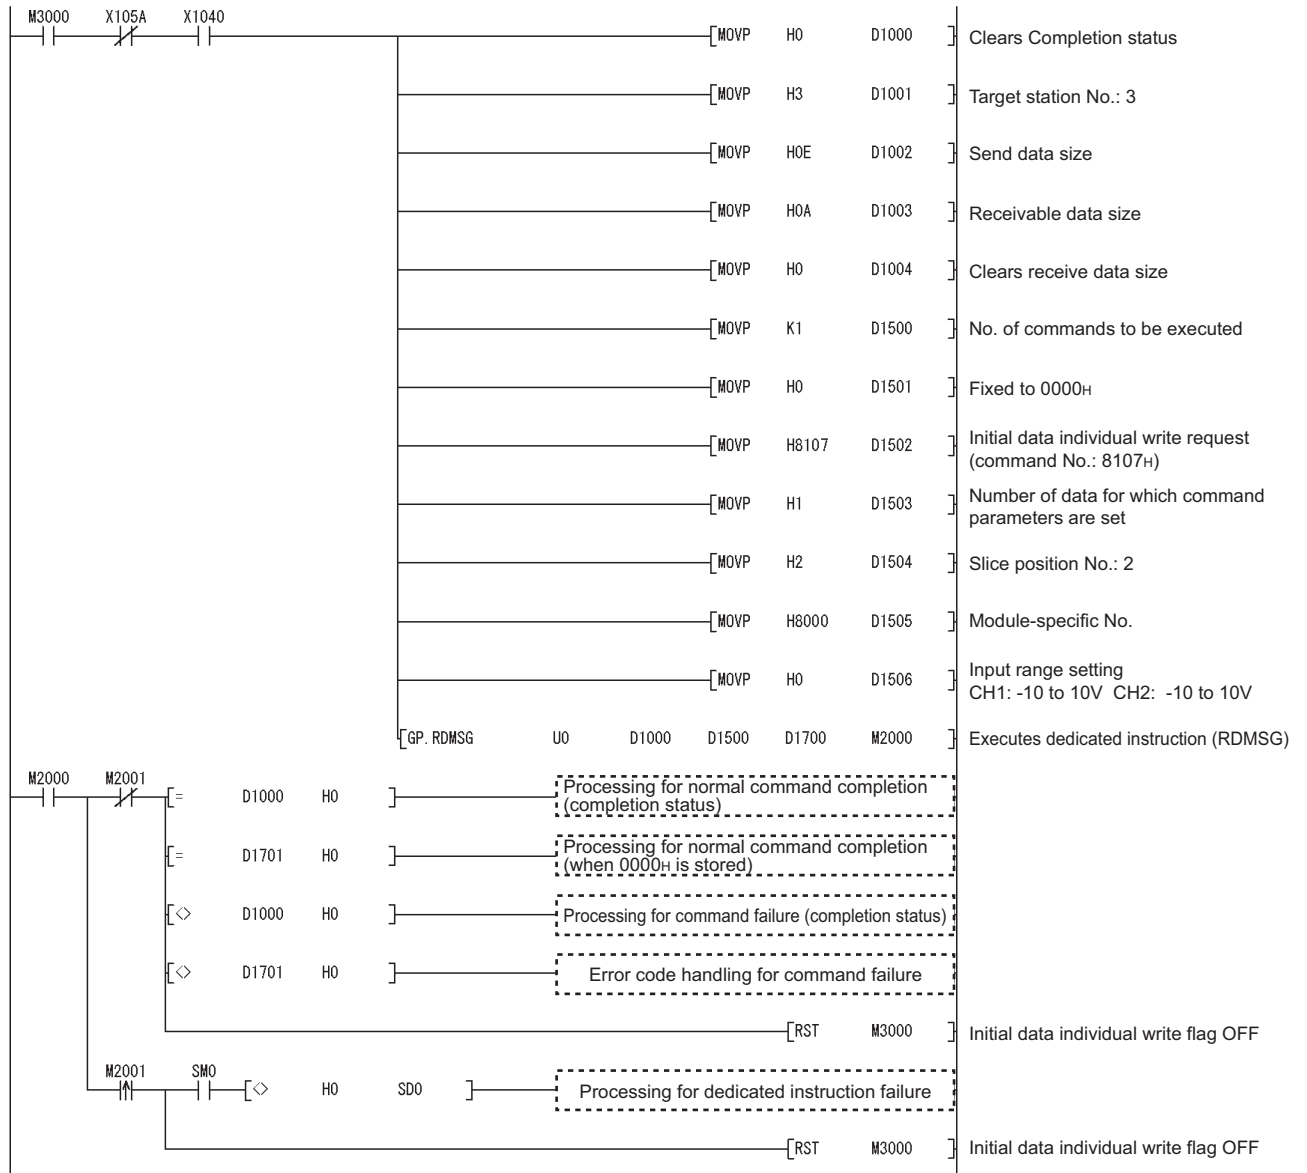 M3000 X105A X1040
[MOVP H0 D1000 ] Clears Completion status
[MOVP H3 D1001 ] Target station No.: 3
[MOVP H0E D1002 ] Send data size
[MOVP H0A D1003 ] Receivable data size
[MOVP H0 D1004 ] Clears receive data size
[MOVP K1 D1500 ] No. of commands to be executed
[MOVP H0 D1501 ] Fixed to 0000H
[MOVP H8107 D1502 ] Initial data individual write request
(command No.: 8107H)
[MOVP H1 D1503 ] Number of data for which command
parameters are set
[MOVP H2 D1504 ] Slice position No.: 2
[MOVP H8000 D1505 ] Module-specific No.
[MOVP H0 D1506 ] Input range setting
CH1: -10 to 10V CH2: -10 to 10V
[GP.RDMSG U0 D1000 D1500 D1700 M2000 ] Executes dedicated instruction (RDMSG)
M2000 M2001
[= D1000 H0 ] Processing for normal command completion
(completion status)
[= D1701 H0 ] Processing for normal command completion
(when 0000H is stored)
[<> D1000 H0 ] Processing for command failure (completion status)
[<> D1701 H0 ] Error code handling for command failure
[RST M3000 ] Initial data individual write flag OFF
M2001 SM0
[<> H0 SD0 ] Processing for dedicated instruction failure
[RST M3000 ] Initial data individual write flag OFF